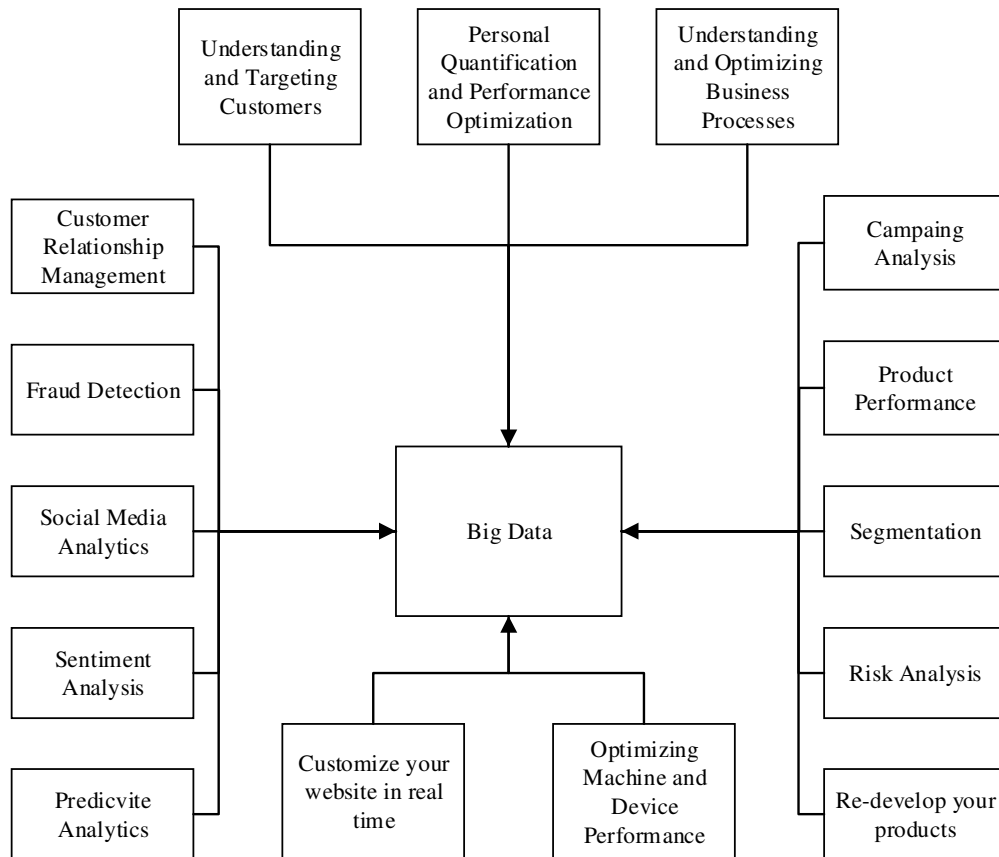 Understanding
and Targeting
Customers
Personal
Quantification
and Performance
Optimization
Understanding
and Optimizing
Business
Processes
Customer
Relationship
Management
Fraud Detection
Social Media
Analytics
Sentiment
Analysis
Predicvite
Analytics
Big Data
Campaing
Analysis
Product
Performance
Segmentation
Risk Analysis
Re-develop your
products
Customize your
website in real
time
Optimizing
Machine and
Device
Performance